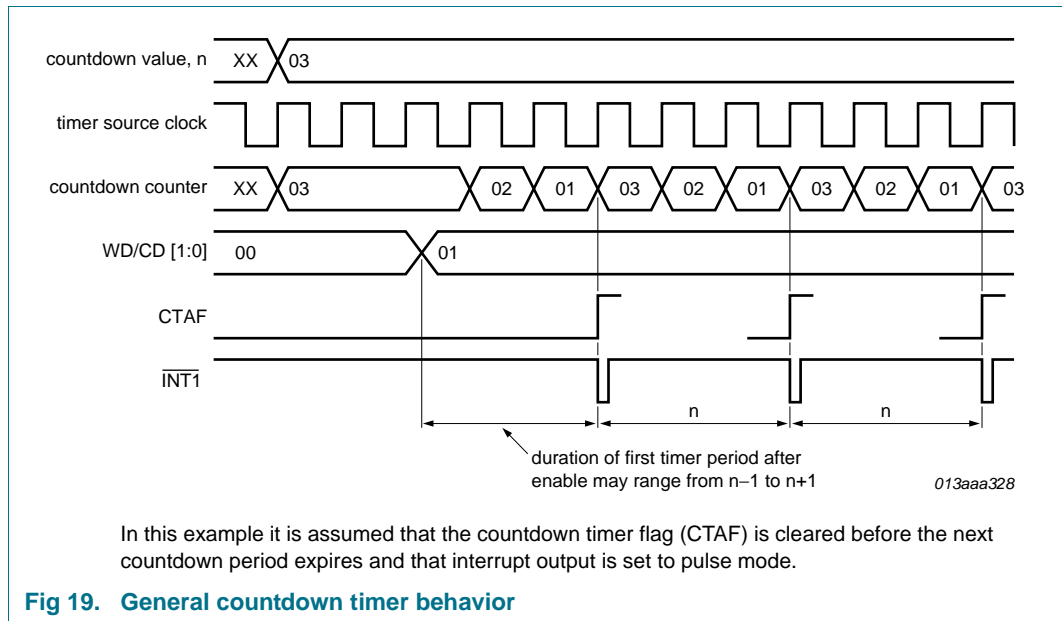 countdown value, n XX 03
timer source clock
countdown counter XX 03 02 01 03 02 01 03 02 01 03
WD/CD [1:0] 00 01
CTAF
INT1
n n
duration of first timer period after
enable may range from n−1 to n+1
013aaa328
In this example it is assumed that the countdown timer flag (CTAF) is cleared before the next
countdown period expires and that interrupt output is set to pulse mode.
Fig 19. General countdown timer behavior